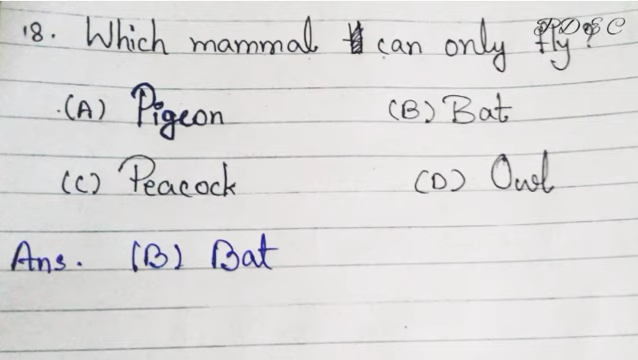 18. Which mammal can only fly?
(A) Pigeon (B) Bat
(C) Peacock (D) Owl
Ans. (B) Bat